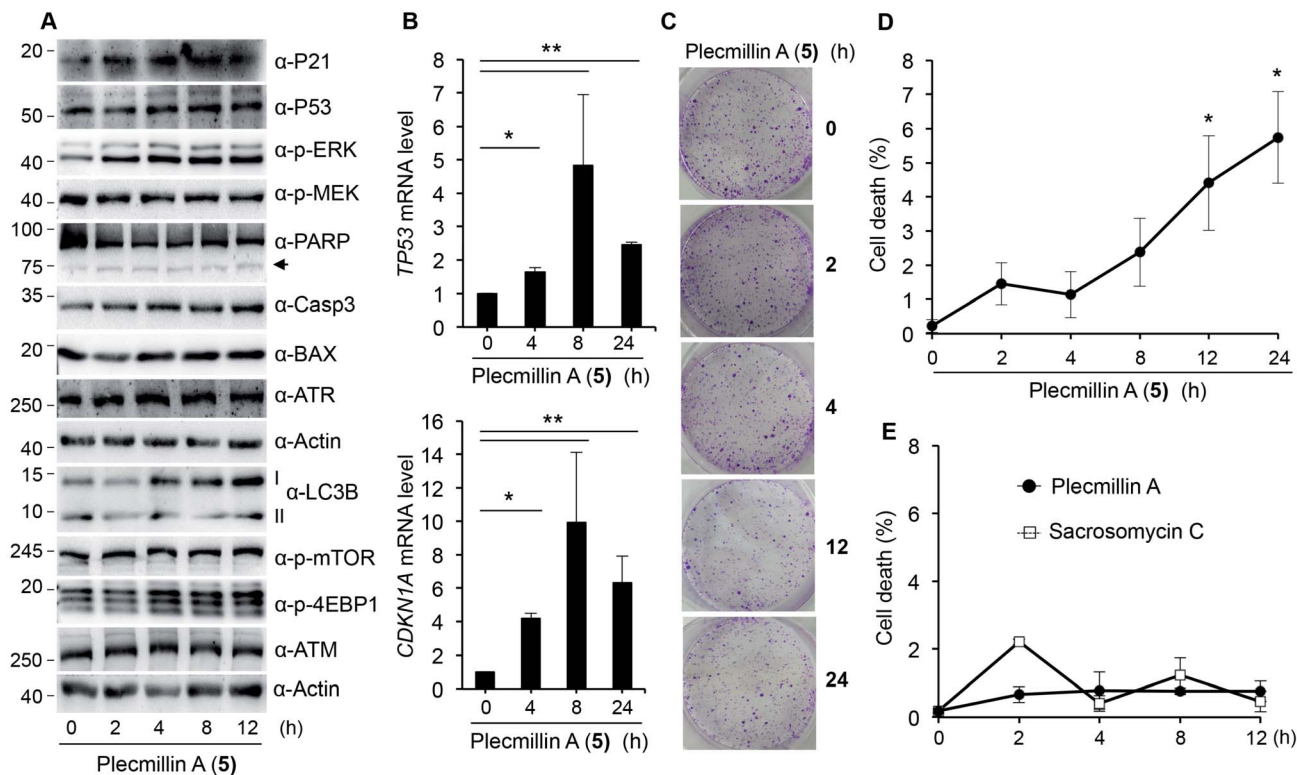 A
20
α-P21
50
α-P53
40
α-p-ERK
40
α-p-MEK
100
α-PARP
75
35
α-Casp3
20
α-BAX
250
α-ATR
40
α-Actin
15
I
α-LC3B
10
II
245
α-p-mTOR
20
α-p-4EBP1
250
α-ATM
40
α-Actin
0 2 4 8 12 (h)
Plecmillin A (5)
B
TP53 mRNA level
8
7
6
5
4
3
2
1
0
**
*
0 4 8 24
Plecmillin A (5) (h)
CDKN1A mRNA level
16
14
12
10
8
6
4
2
0
**
*
0 4 8 24
Plecmillin A (5) (h)
C
Plecmillin A (5) (h)
0
2
4
12
24
D
Cell death (%)
8
7
6
5
4
3
2
1
0
*
*
0 2 4 8 12 24
Plecmillin A (5) (h)
E
Cell death (%)
8
6
4
2
0
Plecmillin A
Sacrosomycin C
0 2 4 8 12 (h)